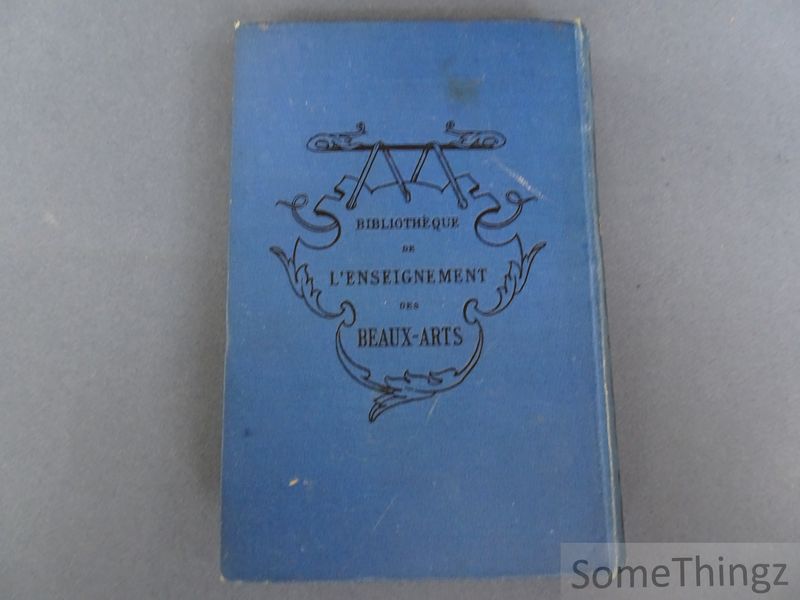 BIBLIOTHÈQUE
DE
L'ENSEIGNEMENT
DES
BEAUX-ARTS
SomeThingz